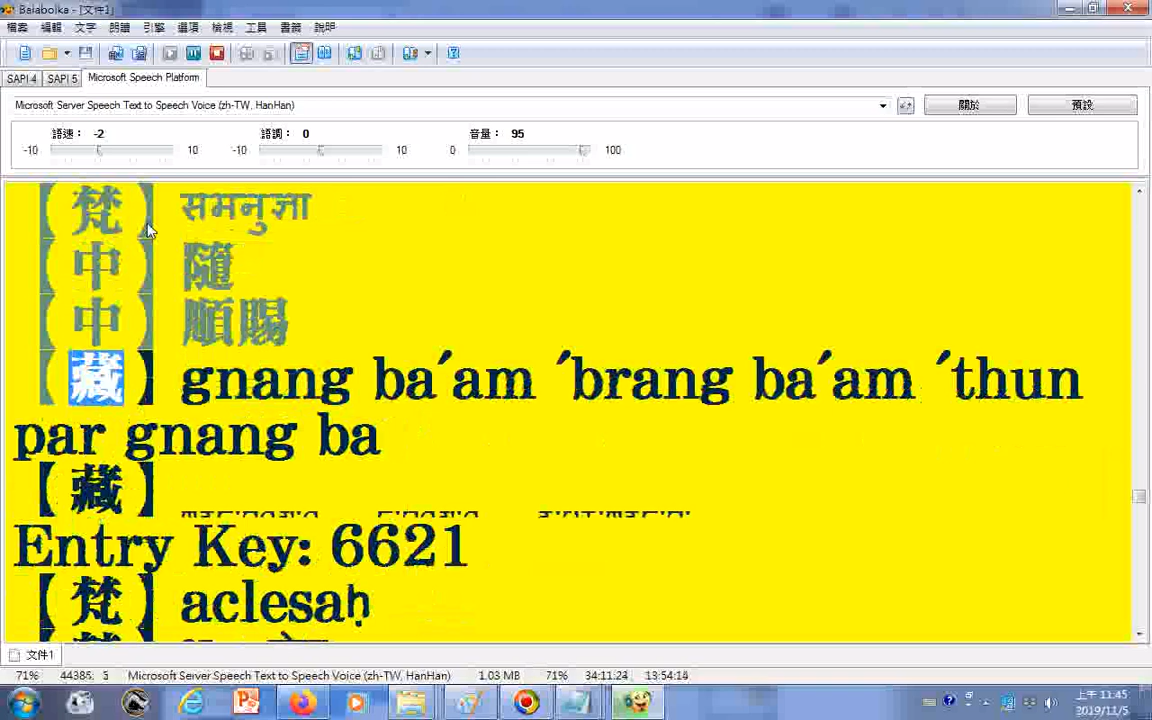 Balabolka - [文件1]
檔案 編輯 文字 朗讀 引擎 選項 檢視 工具 書籤 說明
SAPI 4 SAPI 5 Microsoft Speech Platform
Microsoft Server Speech Text to Speech Voice (zh-TW, HanHan) 關於 預設
語速： -2 語調： 0 音量： 95
-10 10 -10 10 0 100
【梵】 समनुज्ञा
【中】 隨
【中】 順賜
【藏】 gnang ba´am ´brang ba´am ´thun
par gnang ba
【藏】
Entry Key: 6621
【梵】 aclesaḥ
文件1
71% 44385: 3 Microsoft Server Speech Text to Speech Voice (zh-TW, HanHan) 1.03 MB 71% 34:11:24 13:54:14
上午 11:45
2019/11/5